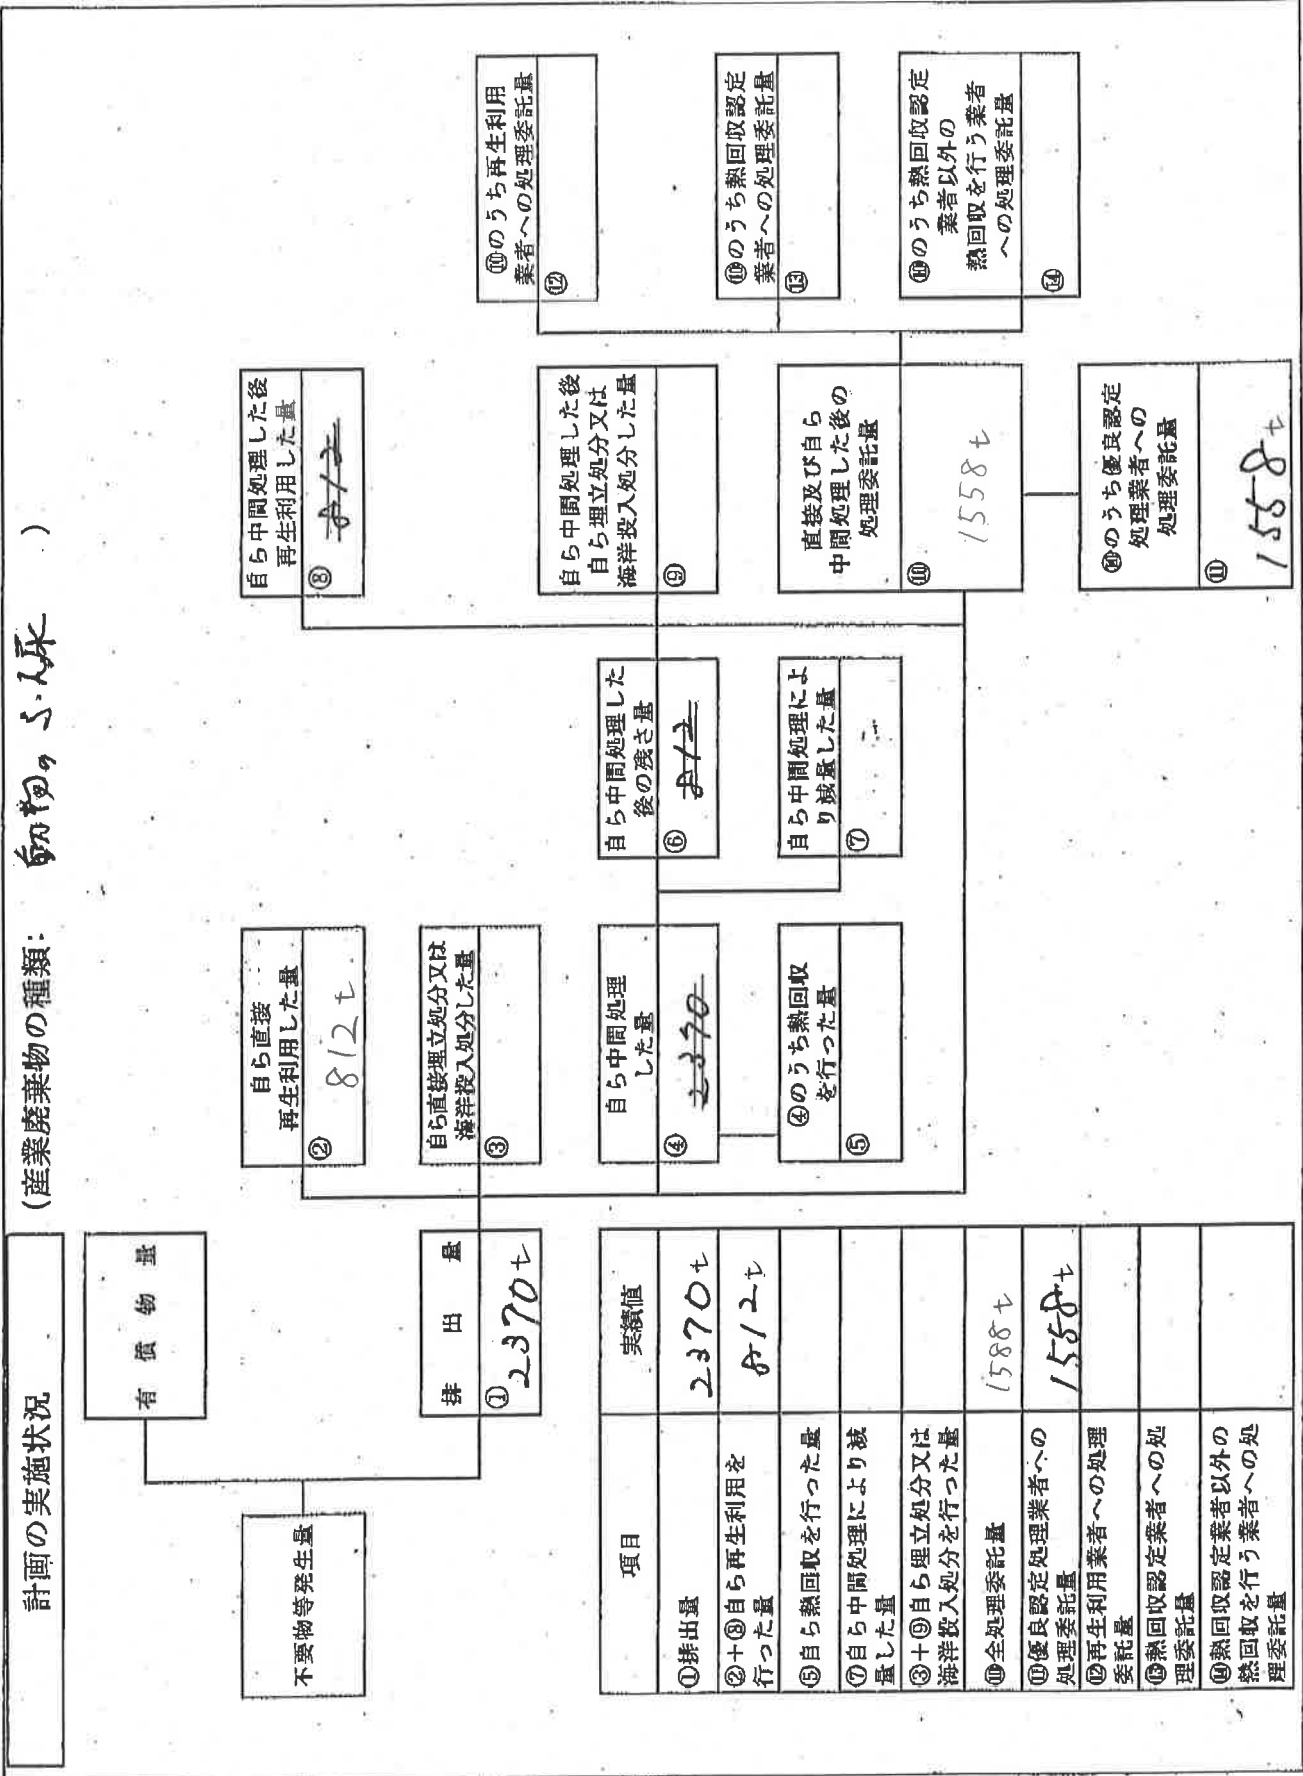 計画の実施状況
(産業廃棄物の種類: 動物のふん尿 )
不要物等発生量
有償物量
排出量
① 2370t
自ら直接
再生利用した量
② 812t
自ら直接埋立処分又は
海洋投入処分した量
③
自ら中間処理
した量
④ 2370
④のうち熱回収
を行った量
⑤
自ら中間処理した
後の残さ量
⑥ 812
自ら中間処理によ
り減量した量
⑦
自ら中間処理した後
再生利用した量
⑧ 812
自ら中間処理した後
自ら埋立処分又は
海洋投入処分した量
⑨
直接及び自ら
中間処理した後の
処理委託量
⑩ 1558t
⑩のうち優良認定
処理業者への
処理委託量
⑪ 1558t
⑩のうち再生利用
業者への処理委託量
⑫
⑩のうち熱回収認定
業者への処理委託量
⑬
⑩のうち熱回収認定
業者以外の
熱回収を行う業者
への処理委託量
⑭
項目 実績値
①排出量 2370t
②+⑧自ら再生利用を
行った量 812t
⑤自ら熱回収を行った量
⑦自ら中間処理により減
量した量
③+⑨自ら埋立処分又は
海洋投入処分を行った量
⑩全処理委託量 1588t
⑪優良認定処理業者への
処理委託量 1558t
⑫再生利用業者への処理
委託量
⑬熱回収認定業者への処
理委託量
⑭熱回収認定業者以外の
熱回収を行う業者への処
理委託量